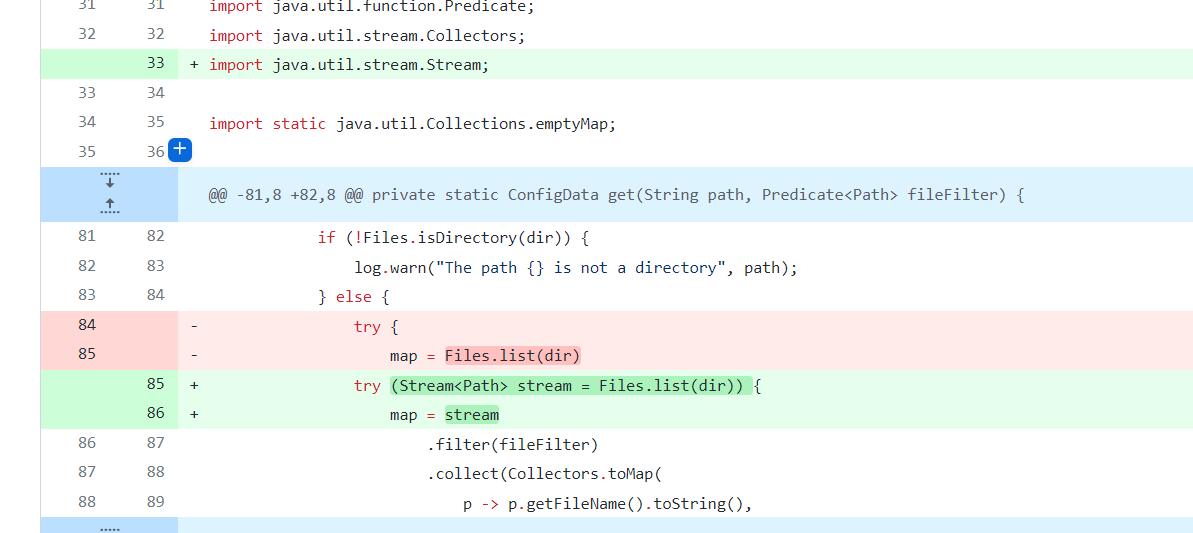 31 31 import java.util.function.Predicate;
32 32 import java.util.stream.Collectors;
33 + import java.util.stream.Stream;
33 34
34 35 import static java.util.Collections.emptyMap;
35 36 +
@@ -81,8 +82,8 @@ private static ConfigData get(String path, Predicate<Path> fileFilter) {
81 82 if (!Files.isDirectory(dir)) {
82 83 log.warn("The path {} is not a directory", path);
83 84 } else {
84 - try {
85 - map = Files.list(dir)
85 + try (Stream<Path> stream = Files.list(dir)) {
86 + map = stream
86 87 .filter(fileFilter)
87 88 .collect(Collectors.toMap(
88 89 p -> p.getFileName().toString(),